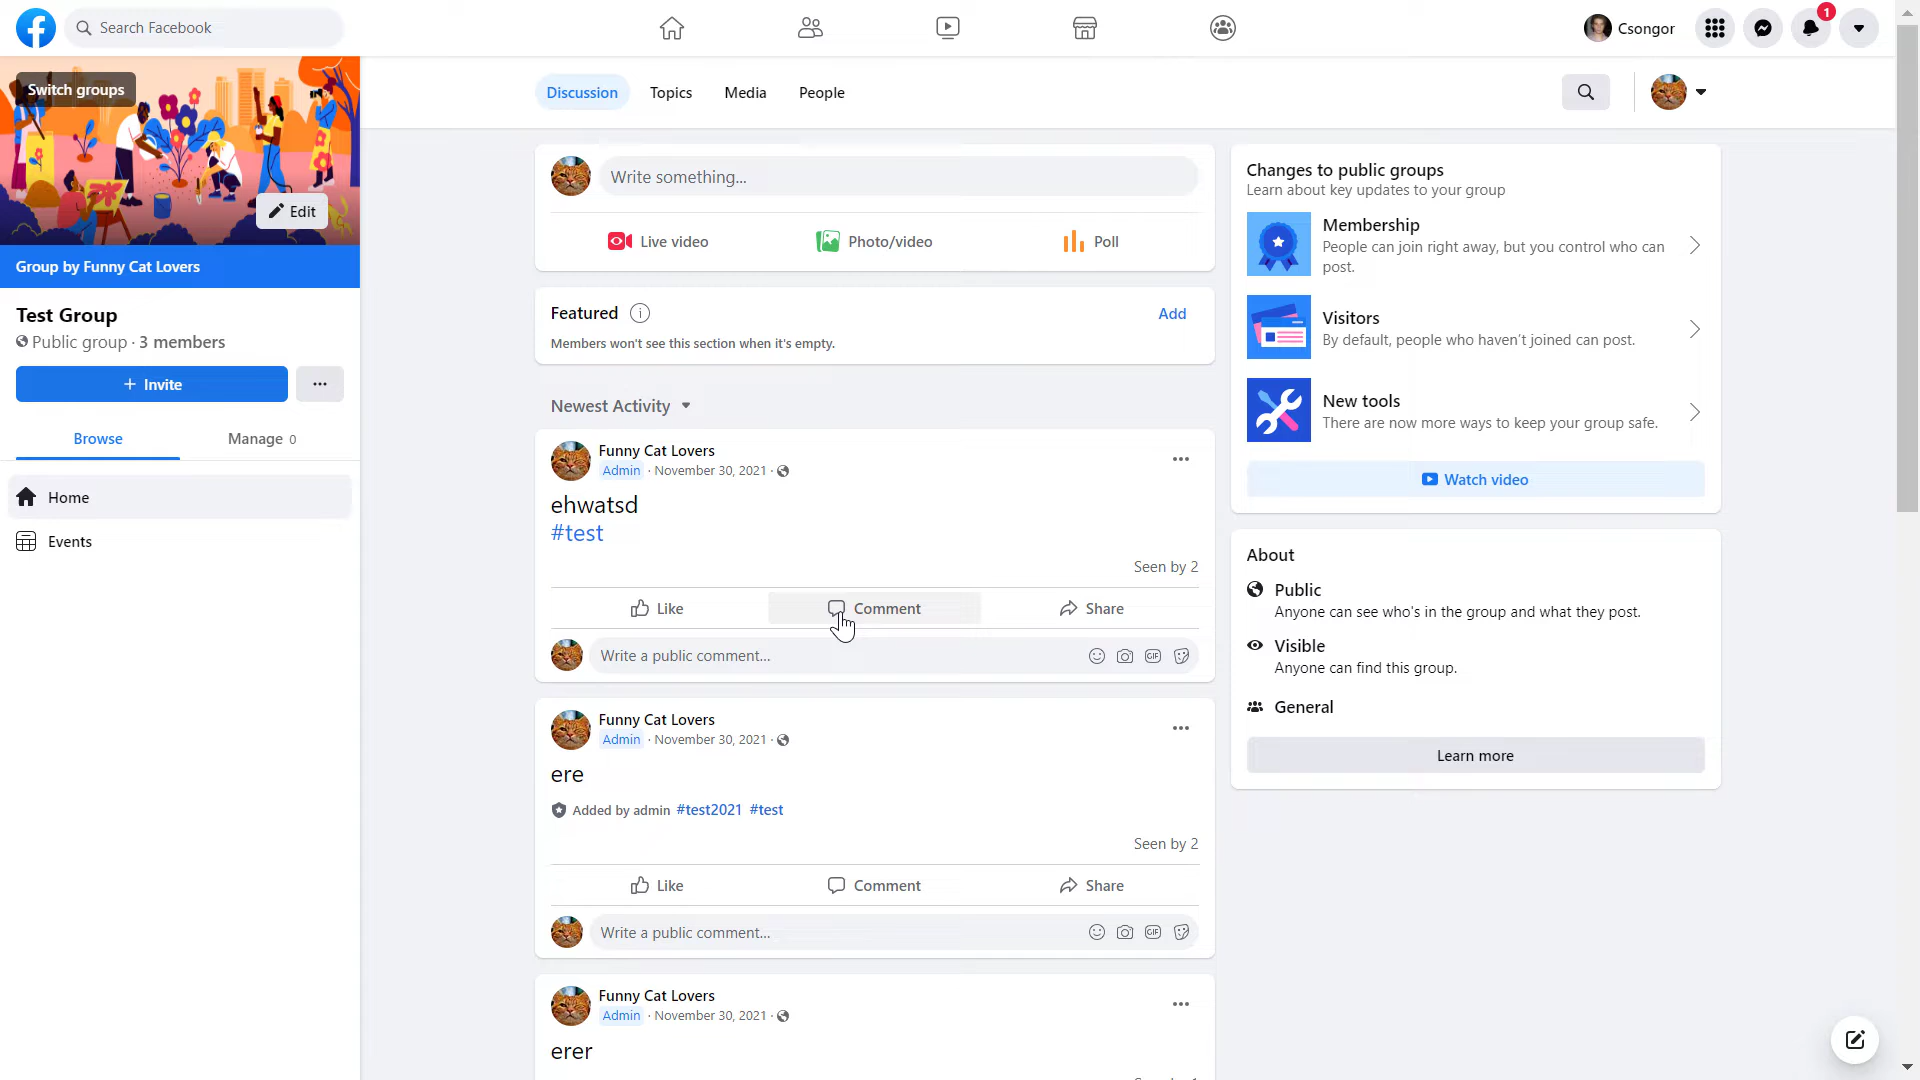 Search Facebook
Csongor
1
Switch groups
Edit
Group by Funny Cat Lovers
Test Group
Public group · 3 members
+ Invite
Browse
Manage 0
Home
Events
Discussion
Topics
Media
People
Write something...
Live video
Photo/video
Poll
Featured
Add
Members won't see this section when it's empty.
Newest Activity
Funny Cat Lovers
Admin · November 30, 2021 ·
ehwatsd
#test
Seen by 2
Like
Comment
Share
Write a public comment...
GIF
Funny Cat Lovers
Admin · November 30, 2021 ·
ere
Added by admin #test2021 #test
Seen by 2
Like
Comment
Share
Write a public comment...
GIF
Funny Cat Lovers
Admin · November 30, 2021 ·
erer
Changes to public groups
Learn about key updates to your group
Membership
People can join right away, but you control who can
post.
Visitors
By default, people who haven't joined can post.
New tools
There are now more ways to keep your group safe.
Watch video
About
Public
Anyone can see who's in the group and what they post.
Visible
Anyone can find this group.
General
Learn more